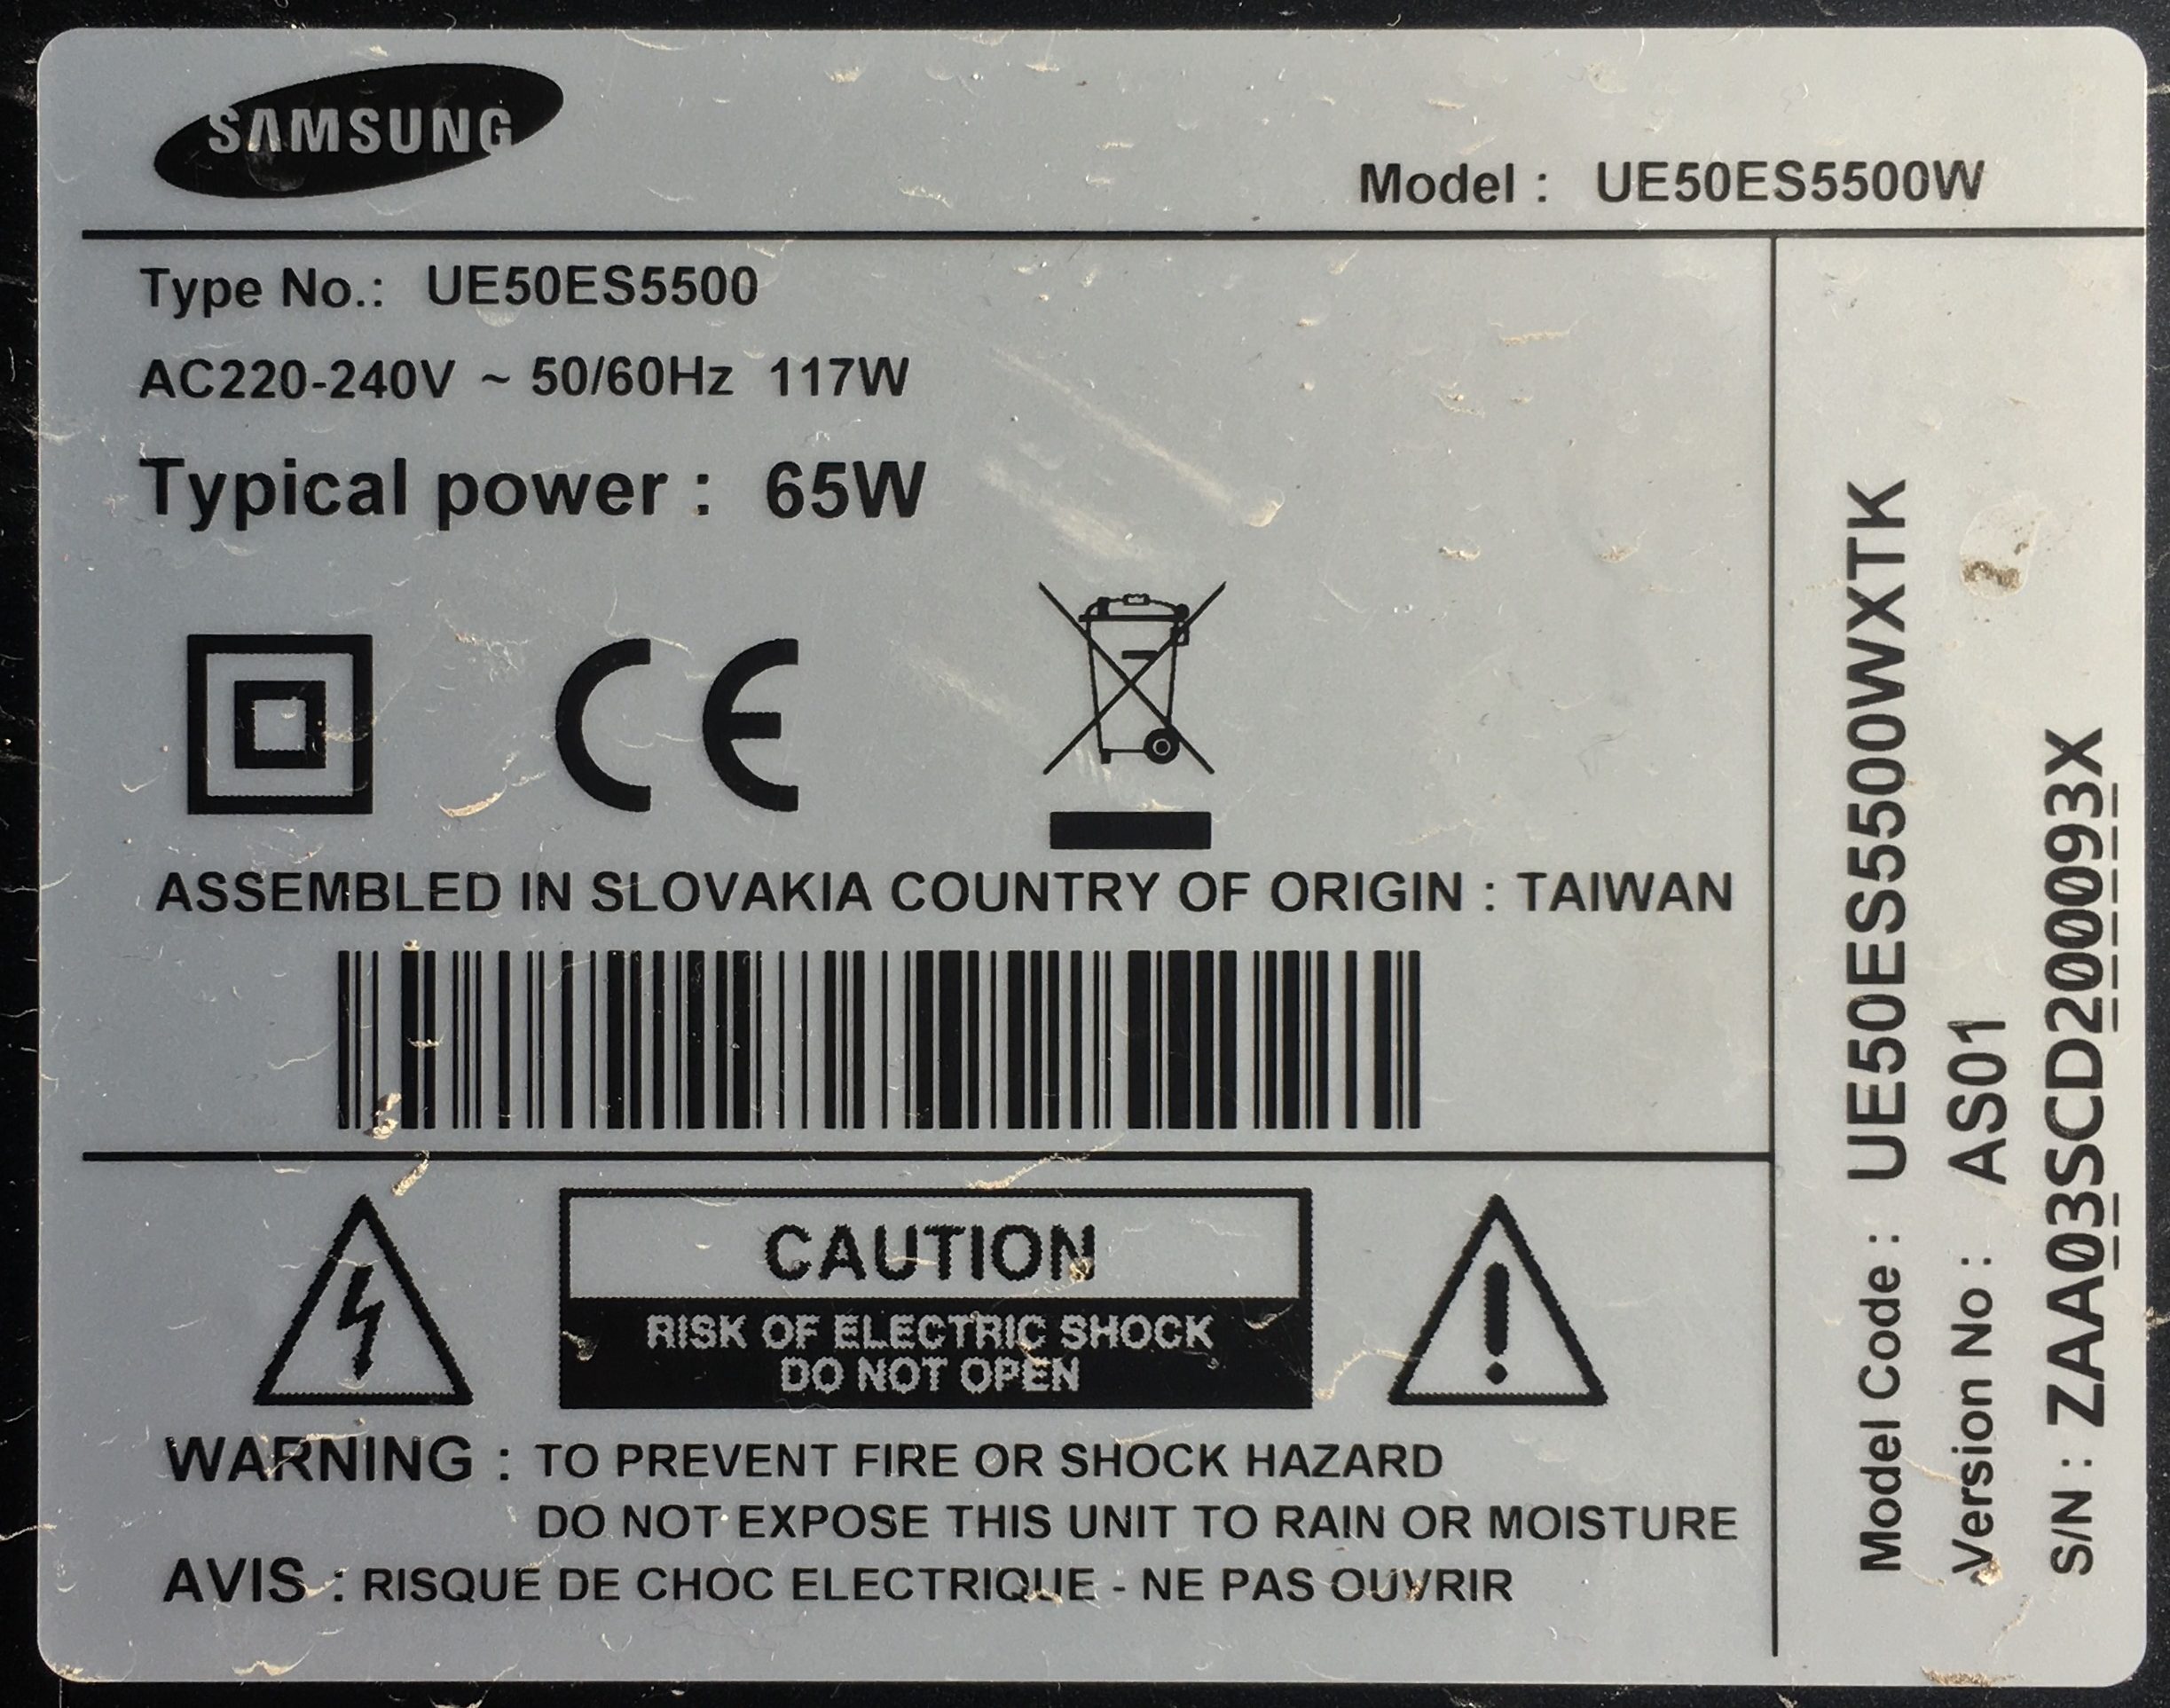 SAMSUNG
Model : UE50ES5500W
Type No.: UE50ES5500
AC220-240V ~ 50/60Hz 117W
Typical power : 65W
CE
ASSEMBLED IN SLOVAKIA COUNTRY OF ORIGIN : TAIWAN
CAUTION
RISK OF ELECTRIC SHOCK
DO NOT OPEN
WARNING : TO PREVENT FIRE OR SHOCK HAZARD
DO NOT EXPOSE THIS UNIT TO RAIN OR MOISTURE
AVIS : RISQUE DE CHOC ELECTRIQUE - NE PAS OUVRIR
Model Code : UE50ES5500WXTK
Version No : AS01
S/N : ZAA03SCD200093X